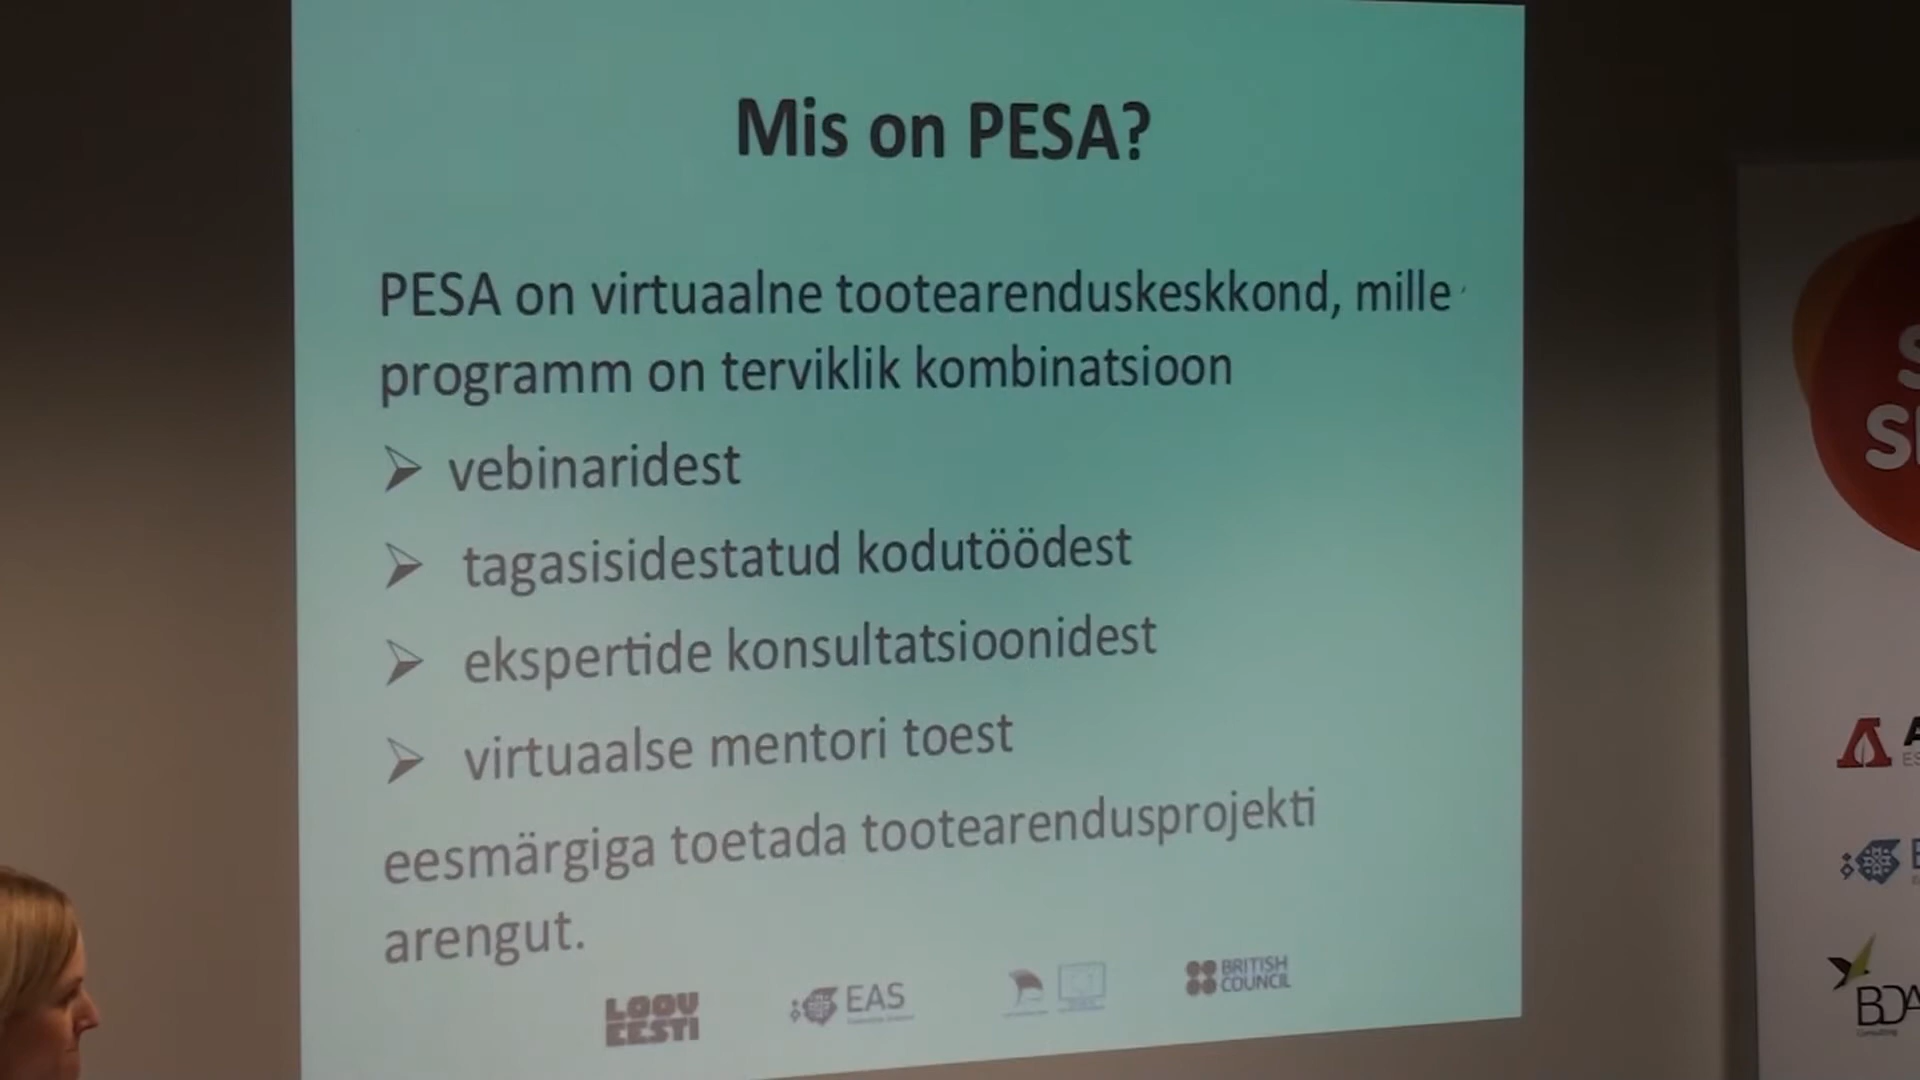 Mis on PESA?
PESA on virtuaalne tootearenduskeskkond, mille
programm on terviklik kombinatsioon
vebinaridest
tagasisidestatud kodutöödest
ekspertide konsultatsioonidest
virtuaalse mentori toest
eesmärgiga toetada tootearendusprojekti
arengut.
LOOV
EESTI
EAS
BRITISH
COUNCIL
BDA